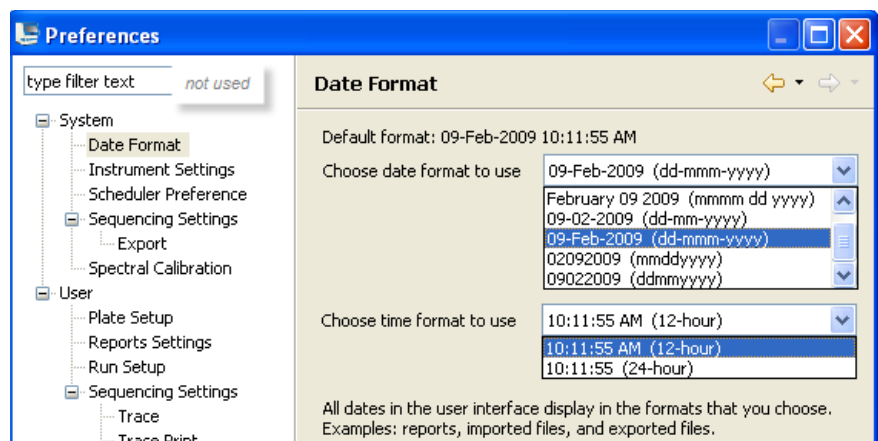 Preferences
type filter text
not used
System
Date Format
Instrument Settings
Scheduler Preference
Sequencing Settings
Export
Spectral Calibration
User
Plate Setup
Reports Settings
Run Setup
Sequencing Settings
Trace
Trace Print
Date Format
Default format: 09-Feb-2009 10:11:55 AM
Choose date format to use
09-Feb-2009 (dd-mmm-yyyy)
February 09 2009 (mmmm dd yyyy)
09-02-2009 (dd-mm-yyyy)
09-Feb-2009 (dd-mmm-yyyy)
02092009 (mmddyyyy)
09022009 (ddmmyyyy)
Choose time format to use
10:11:55 AM (12-hour)
10:11:55 AM (12-hour)
10:11:55 (24-hour)
All dates in the user interface display in the formats that you choose.
Examples: reports, imported files, and exported files.